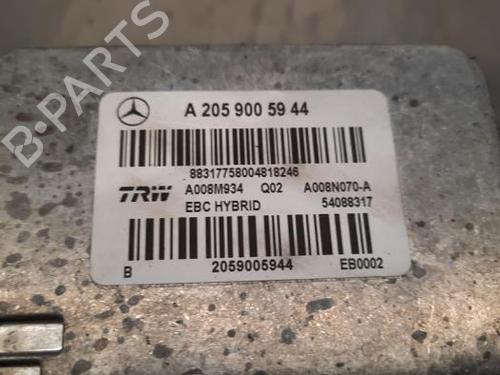 A 205 900 59 44
88317758004818246
TRW A008M934 Q02 A008N070-A
EBC HYBRID 54088317
B 2059005944 EB0002
B-PARTS